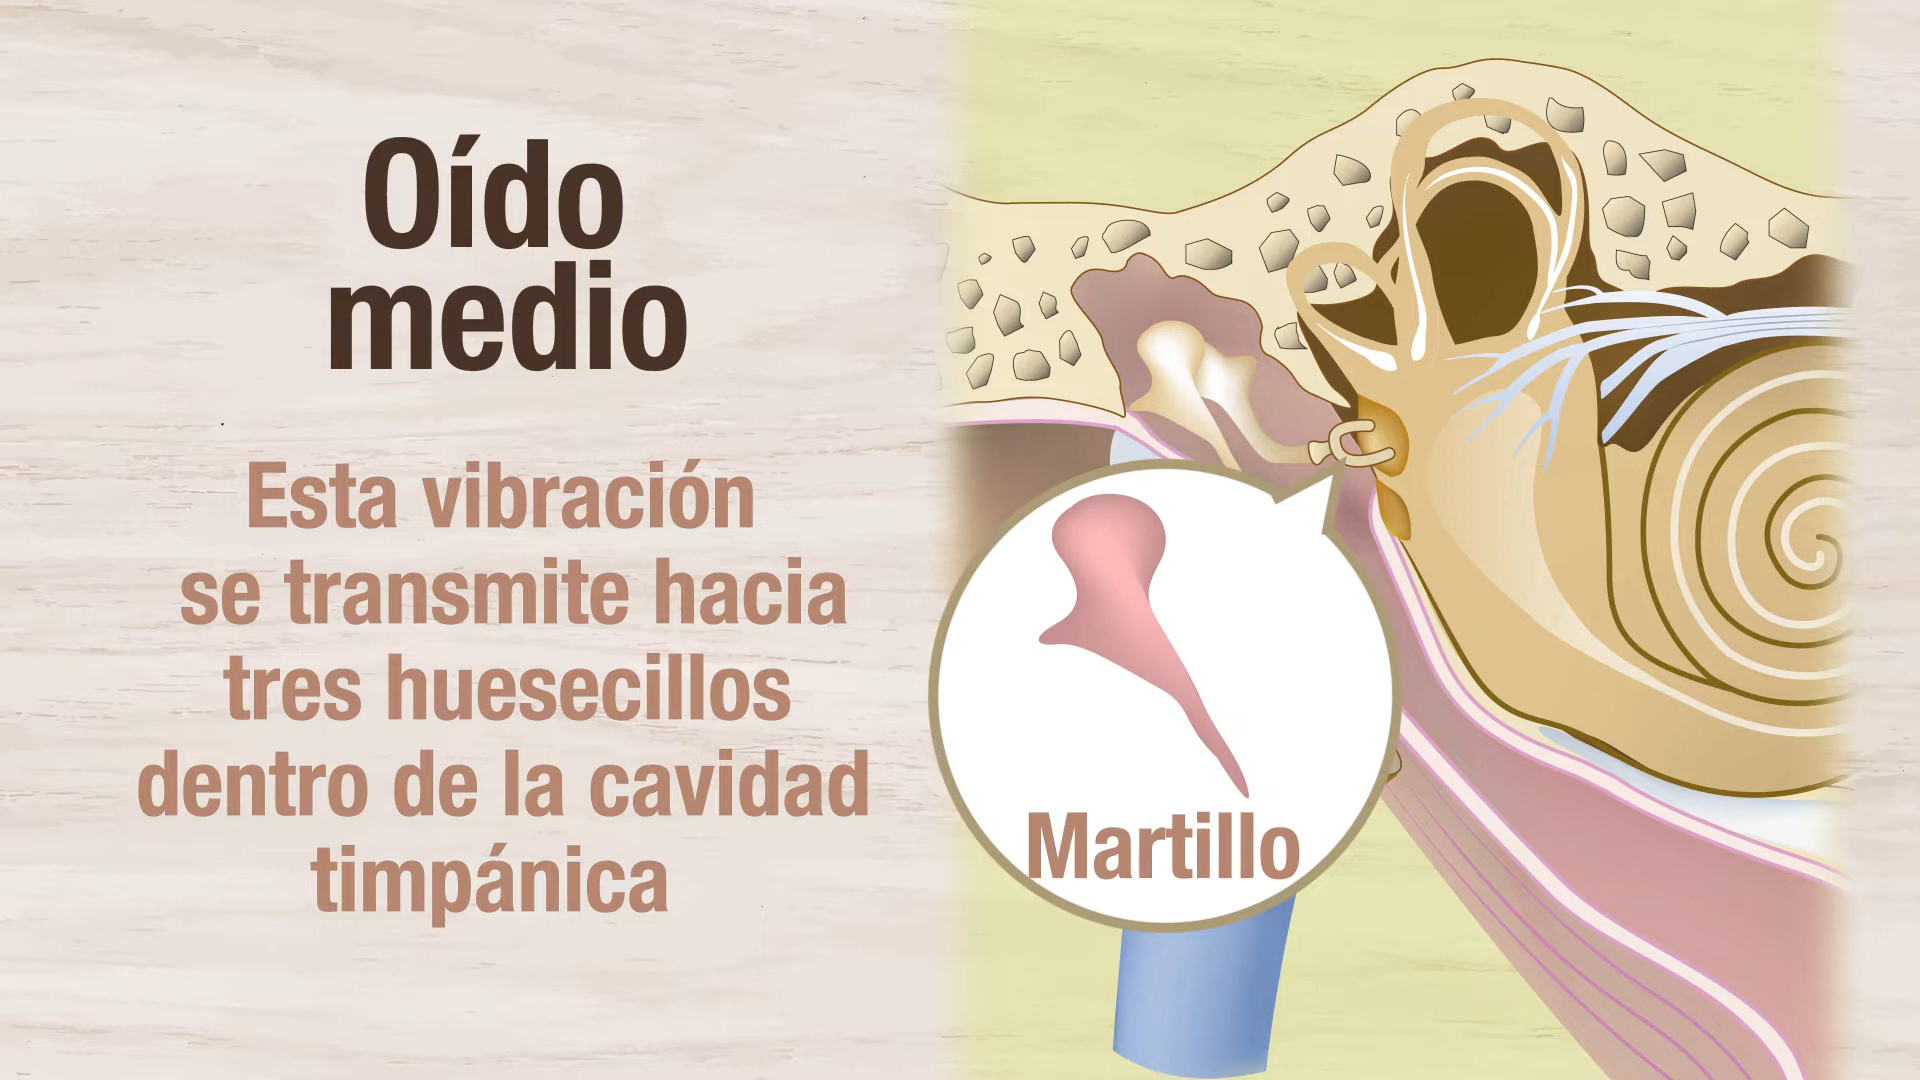 Oído
medio
Esta vibración
se transmite hacia
tres huesecillos
dentro de la cavidad
timpánica
Martillo